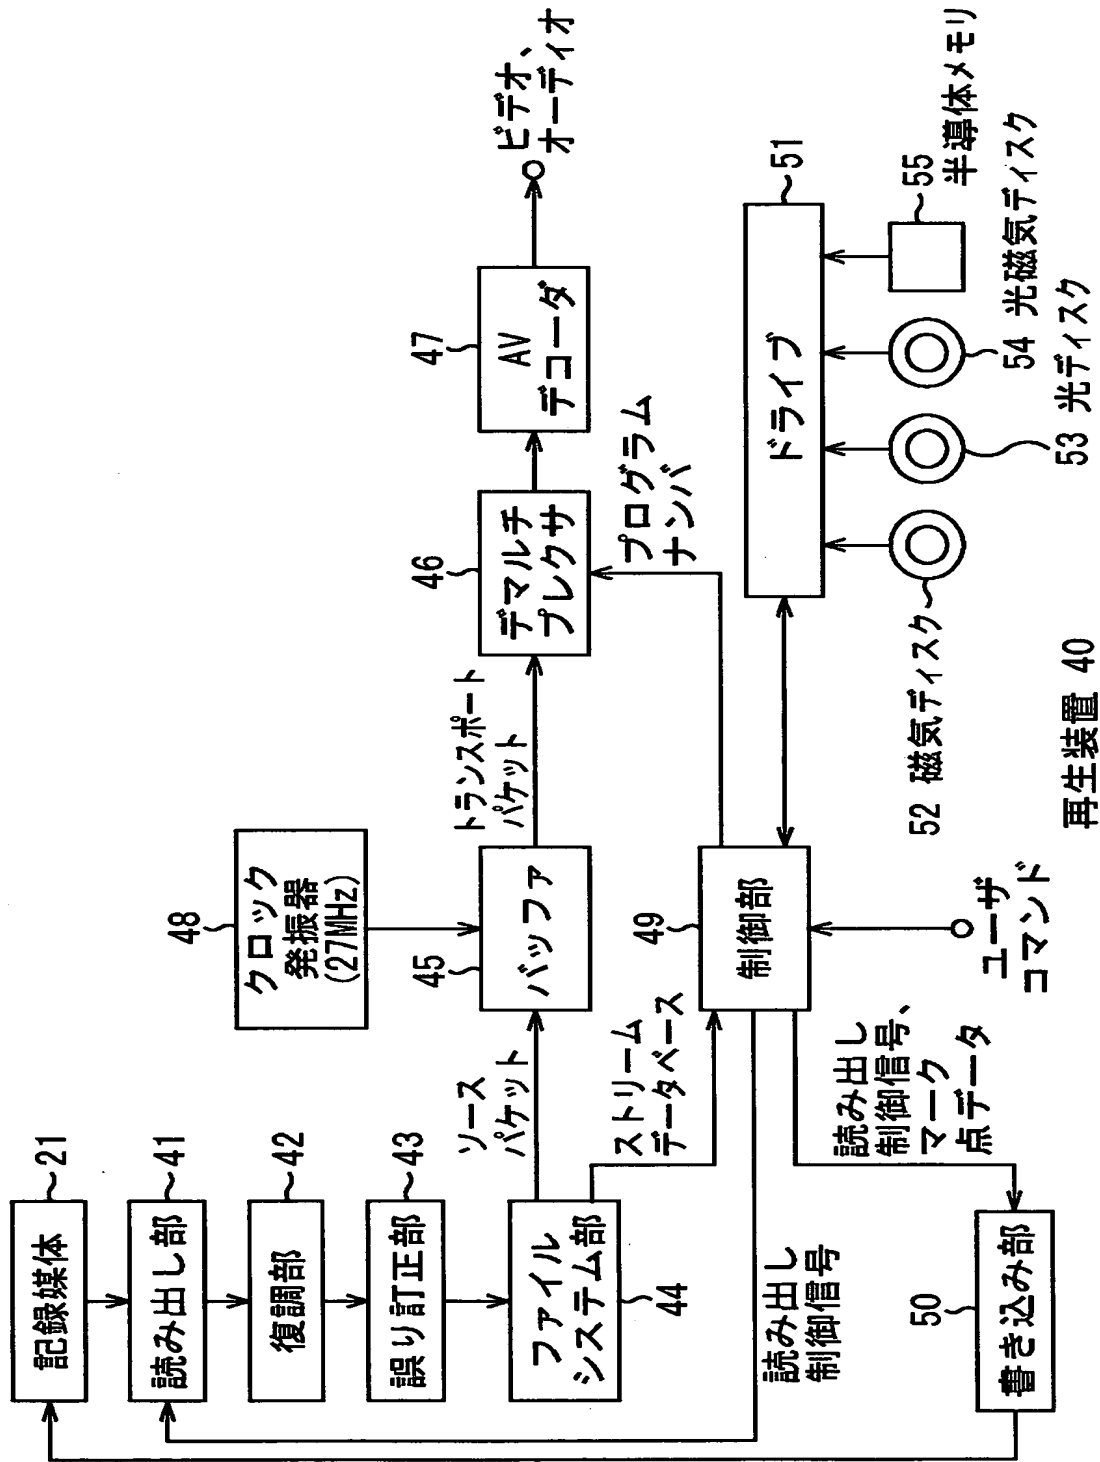 記録媒体
21
読み出し部
41
復調部
42
誤り訂正部
43
ファイル
システム部
44
ソース
パケット
クロック
発振器
(27MHz)
48
バッファ
45
トランスポート
パケット
デマルチ
プレクサ
46
AV
デコーダ
47
ビデオ、
オーディオ
ストリーム
データベース
制御部
49
プログラム
ナンバ
ドライブ
51
読み出し
制御信号
読み出し
制御信号、
マーク
点データ
書き込み部
50
ユーザ
コマンド
52 磁気ディスク
53 光ディスク
54 光磁気ディスク
55
半導体メモリ
再生装置 40